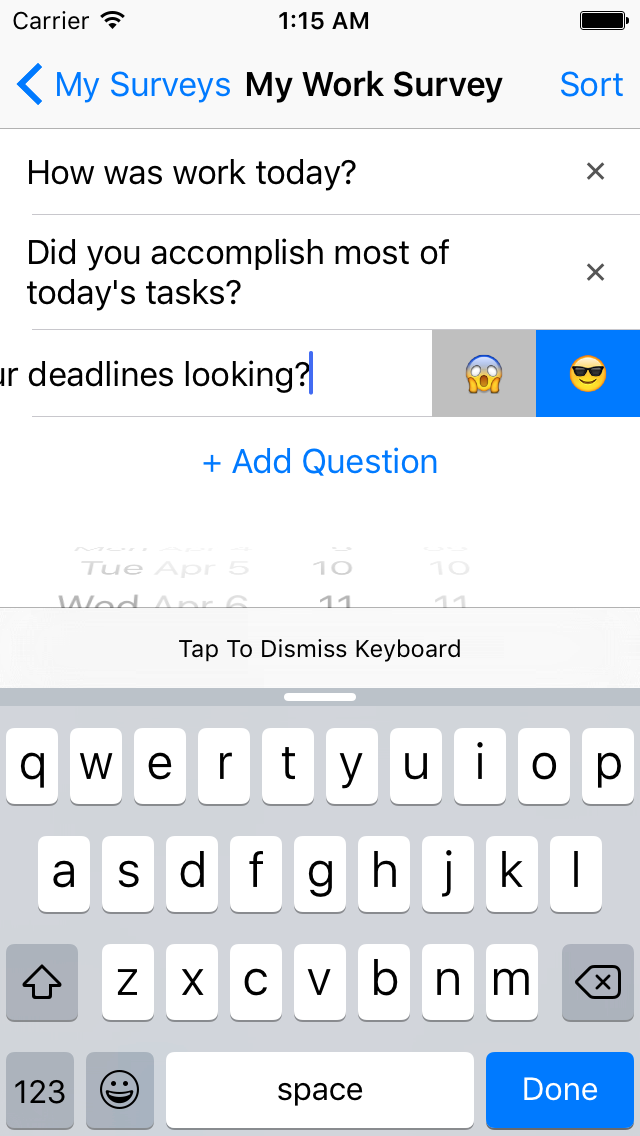 Carrier 1:15 AM
My Surveys My Work Survey Sort
How was work today? ×
Did you accomplish most of
today's tasks? ×
ur deadlines looking?
+ Add Question
Mon Apr 4
Tue Apr 5 10 10
Wed Apr 6 11 11
Tap To Dismiss Keyboard
q w e r t y u i o p
a s d f g h j k l
z x c v b n m
123 space Done